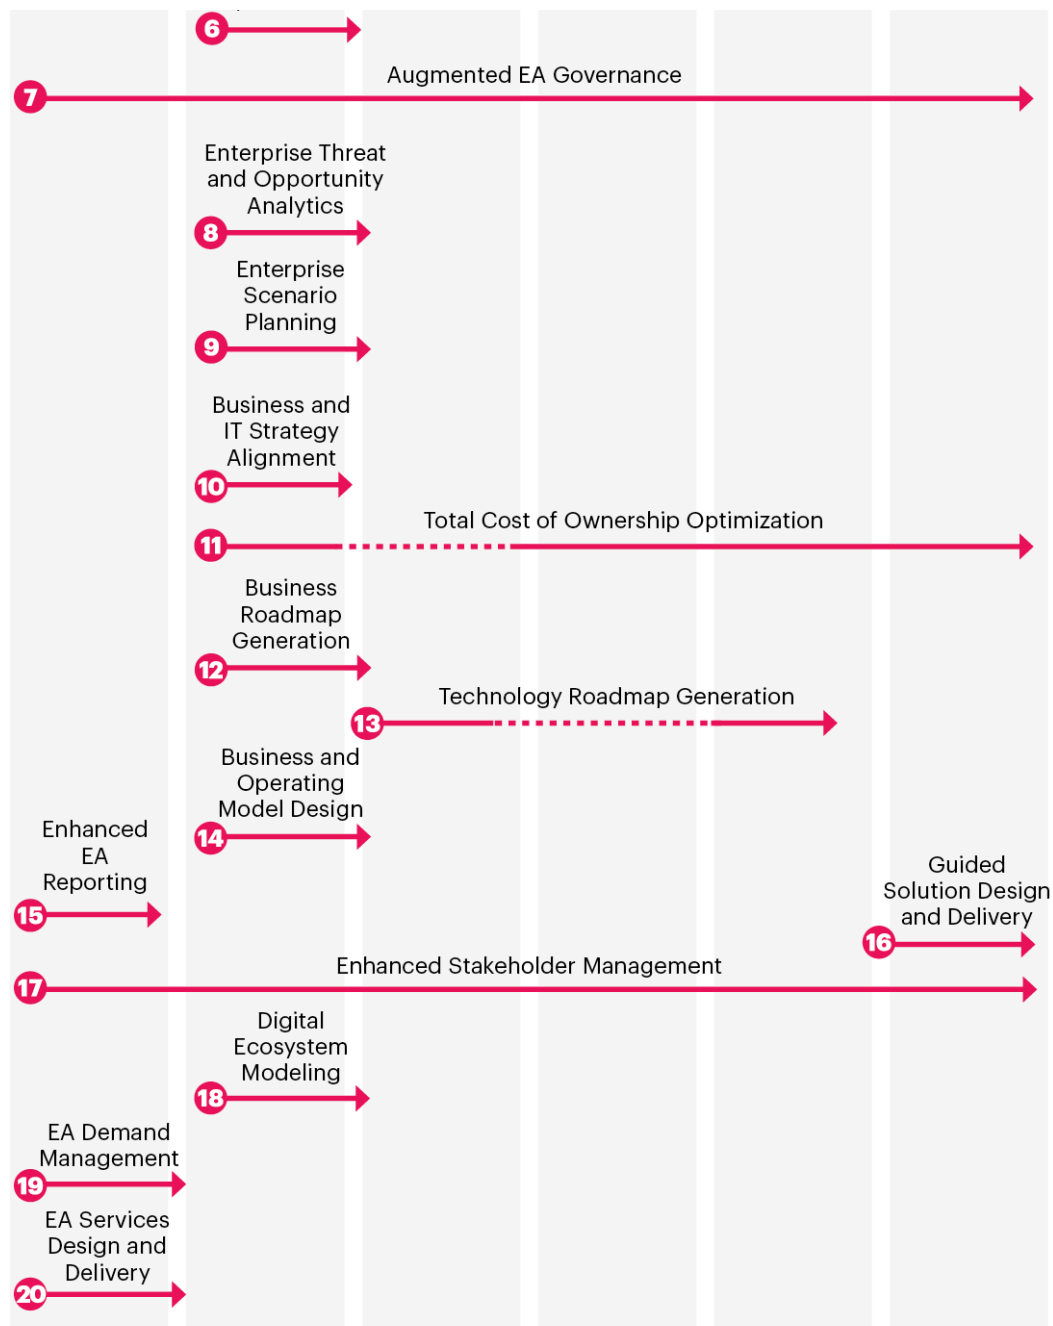 6
Augmented EA Governance
7
Enterprise Threat
and Opportunity
Analytics
8
Enterprise
Scenario
Planning
9
Business and
IT Strategy
Alignment
10
Total Cost of Ownership Optimization
11
Business
Roadmap
Generation
12
Technology Roadmap Generation
13
Business and
Operating
Model Design
14
Enhanced
EA
Reporting
15
Guided
Solution Design
and Delivery
16
Enhanced Stakeholder Management
17
Digital
Ecosystem
Modeling
18
EA Demand
Management
19
EA Services
Design and
Delivery
20